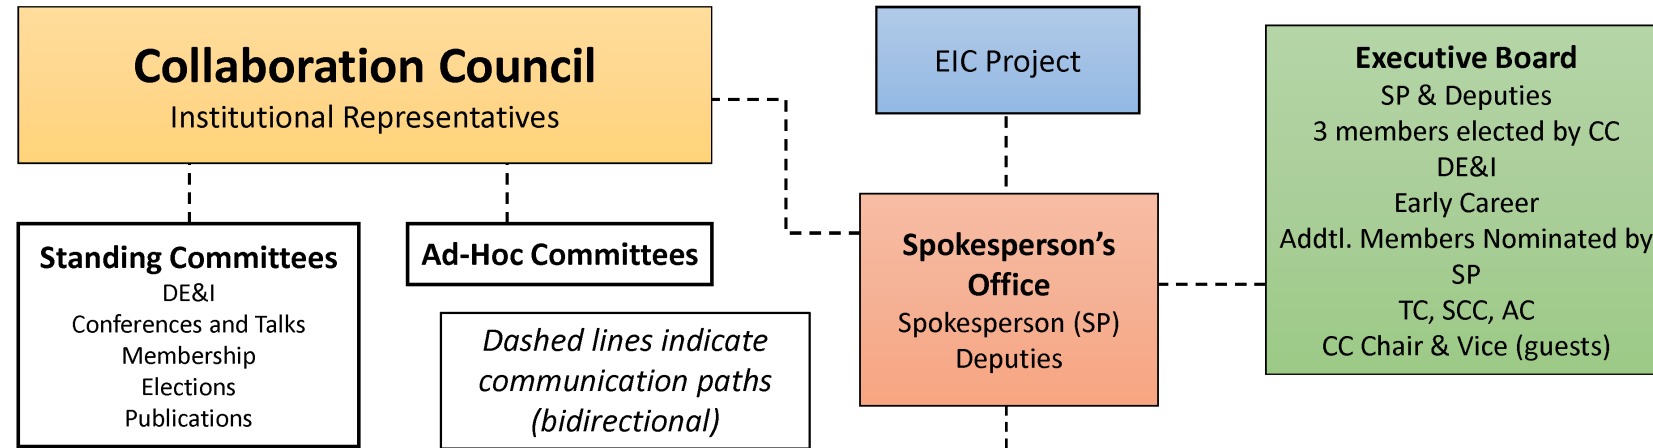 Collaboration Council
Institutional Representatives
EIC Project
Executive Board
SP & Deputies
3 members elected by CC
DE&I
Early Career
Addtl. Members Nominated by
SP
TC, SCC, AC
CC Chair & Vice (guests)
Standing Committees
DE&I
Conferences and Talks
Membership
Elections
Publications
Ad-Hoc Committees
Dashed lines indicate
communication paths
(bidirectional)
Spokesperson’s
Office
Spokesperson (SP)
Deputies